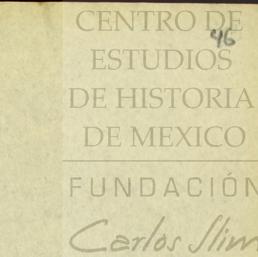 46
CENTRO DE
ESTUDIOS
DE HISTORIA
DE MEXICO
FUNDACIÓN
Carlos Slim